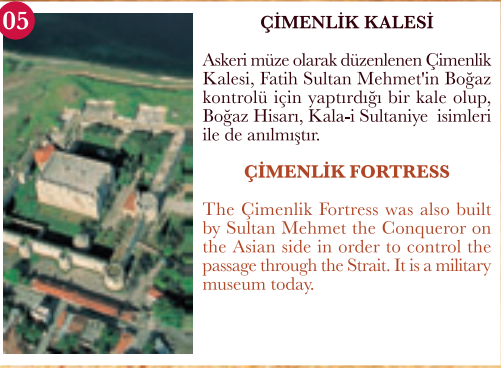 05
ÇİMENLİK KALESİ
Askeri müze olarak düzenlenen Çimenlik
Kalesi, Fatih Sultan Mehmet'in Boğaz
kontrolü için yaptırdığı bir kale olup,
Boğaz Hisarı, Kala-i Sultaniye isimleri
ile de anılmıştır.
ÇİMENLİK FORTRESS
The Çimenlik Fortress was also built
by Sultan Mehmet the Conqueror on
the Asian side in order to control the
passage through the Strait. It is a military
museum today.